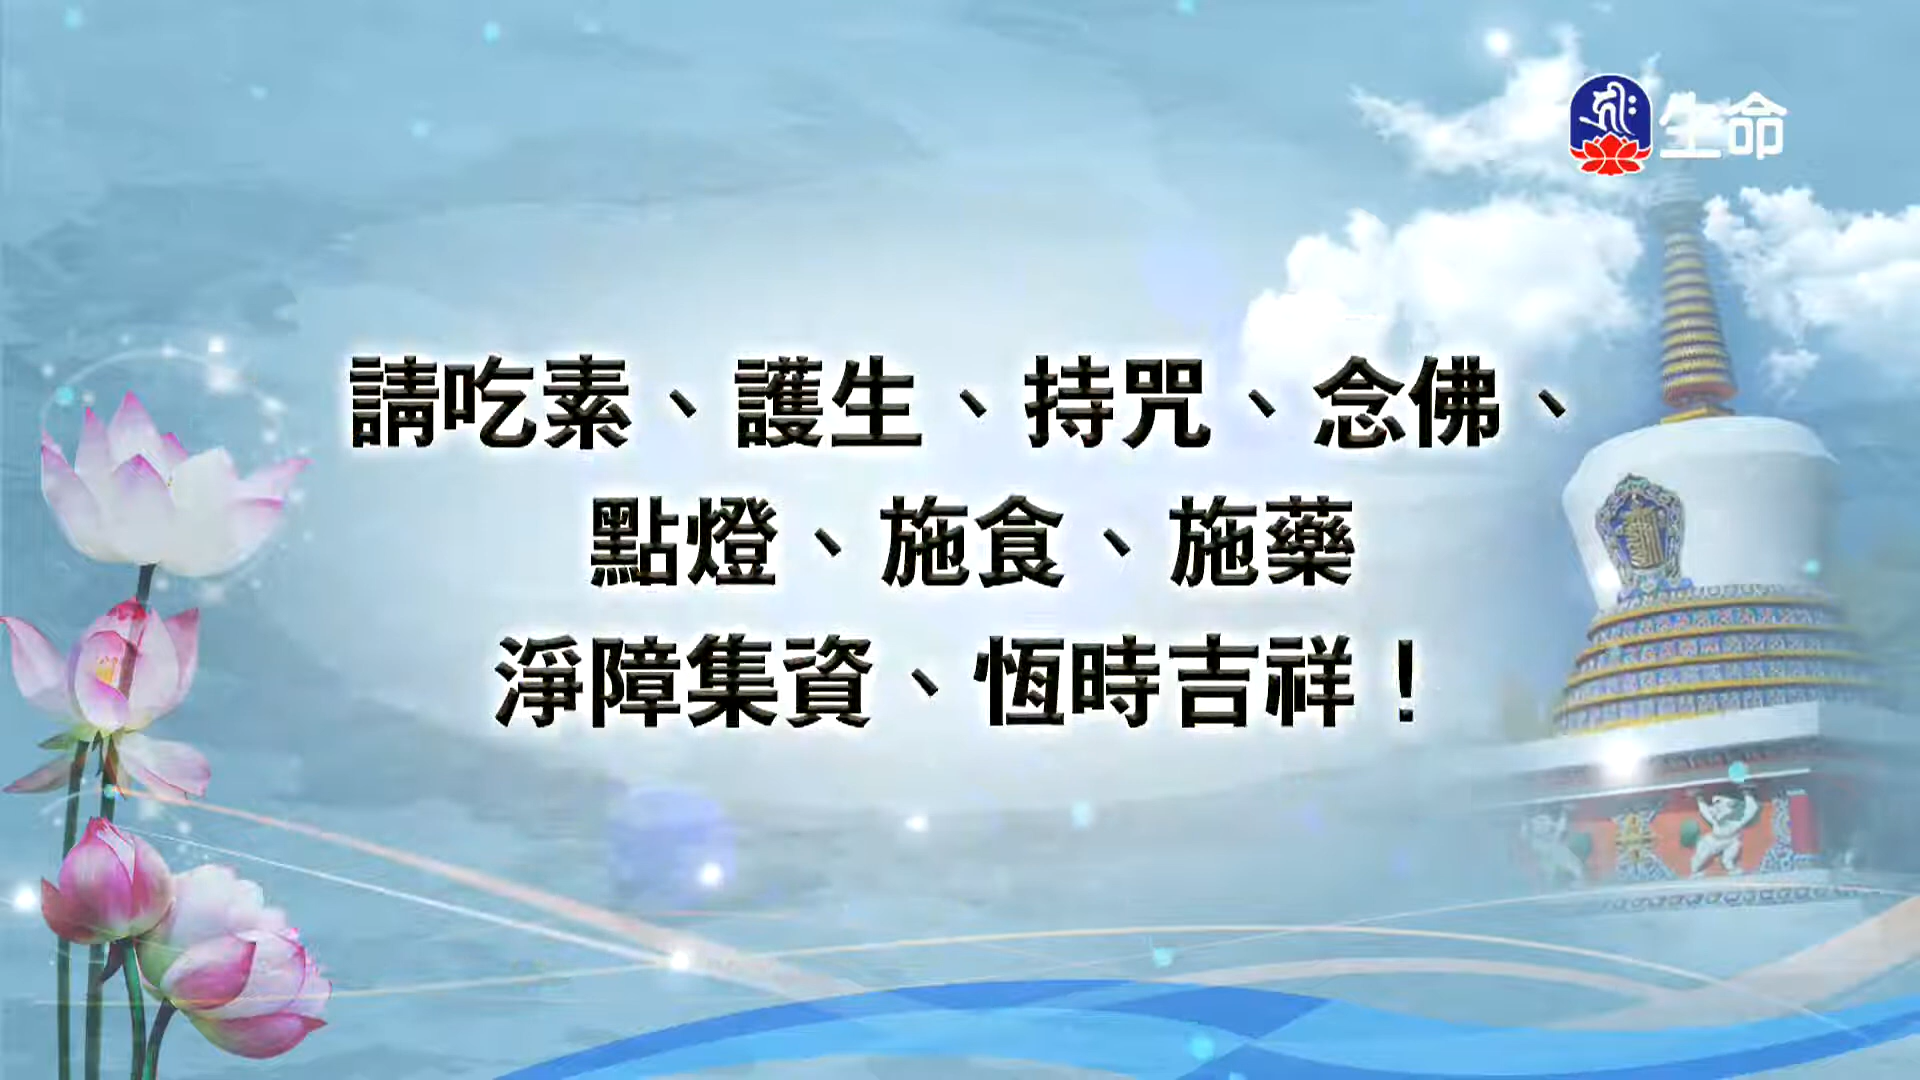 生命
請吃素、護生、持咒、念佛、
點燈、施食、施藥
淨障集資、恆時吉祥！